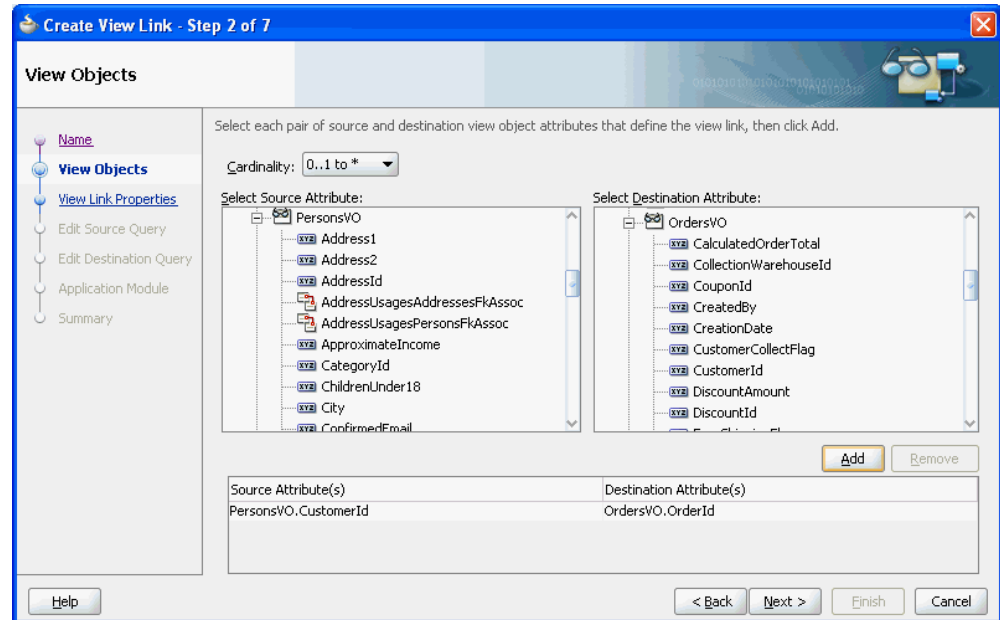 Create View Link - Step 2 of 7
View Objects
Name
View Objects
View Link Properties
Edit Source Query
Edit Destination Query
Application Module
Summary
Select each pair of source and destination view object attributes that define the view link, then click Add.
Cardinality: 0..1 to *
Select Source Attribute:
PersonsVO
Address1
Address2
AddressId
AddressUsagesAddressesFkAssoc
AddressUsagesPersonsFkAssoc
ApproximateIncome
CategoryId
ChildrenUnder18
City
ConfirmedEmail
Select Destination Attribute:
OrdersVO
CalculatedOrderTotal
CollectionWarehouseId
CouponId
CreatedBy
CreationDate
CustomerCollectFlag
CustomerId
DiscountAmount
DiscountId
Add Remove
Source Attribute(s) Destination Attribute(s)
PersonsVO.CustomerId OrdersVO.OrderId
Help < Back Next > Finish Cancel